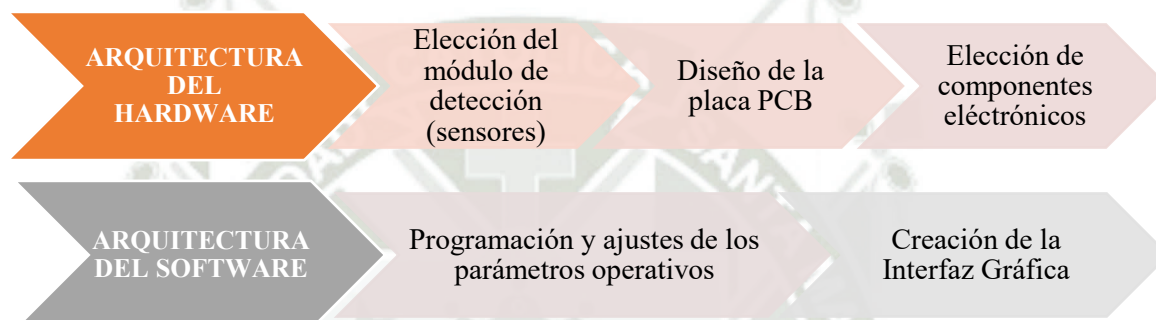 ARQUITECTURA
DEL
HARDWARE
Elección del
módulo de
detección
(sensores)
Diseño de la
placa PCB
Elección de
componentes
eléctrónicos
ARQUITECTURA
DEL SOFTWARE
Programación y ajustes de los
parámetros operativos
Creación de la
Interfaz Gráfica